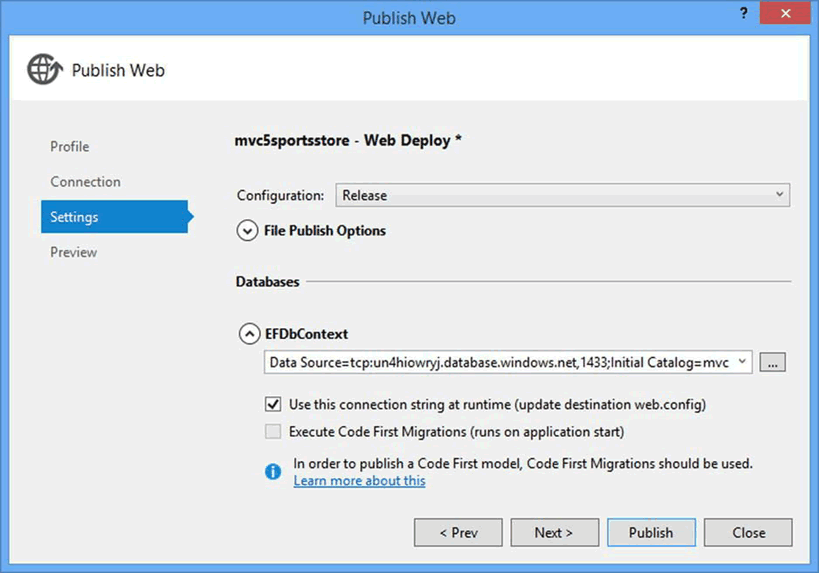 Publish Web
?
Publish Web
Profile
Connection
Settings
Preview
mvc5sportsstore - Web Deploy *
Configuration: Release
File Publish Options
Databases
EFDbContext
Data Source=tcp:un4hiowryj.database.windows.net,1433;Initial Catalog=mvc
...
Use this connection string at runtime (update destination web.config)
Execute Code First Migrations (runs on application start)
In order to publish a Code First model, Code First Migrations should be used.
Learn more about this
< Prev Next > Publish Close